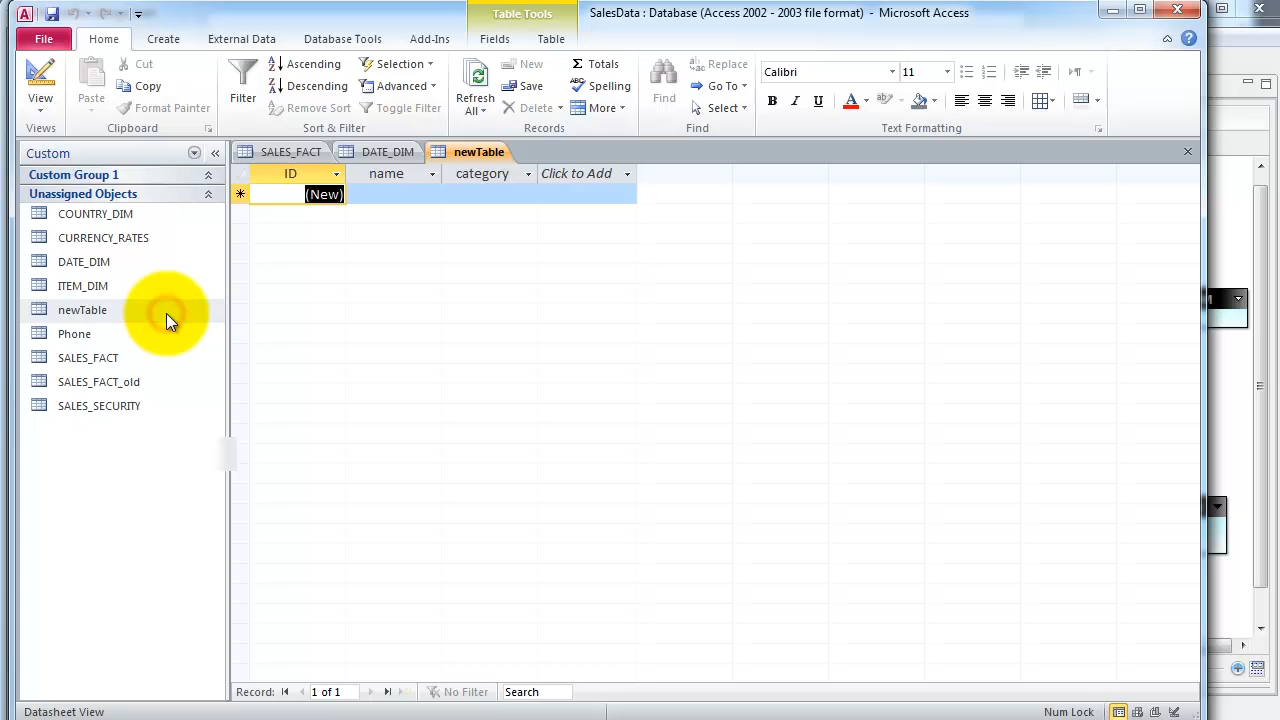 A
Table Tools
SalesData : Database (Access 2002 - 2003 file format) - Microsoft Access
File Home Create External Data Database Tools Add-Ins Fields Table
View
Views
Paste
Cut
Copy
Format Painter
Clipboard
Filter
Ascending
Descending
Remove Sort
Selection
Advanced
Toggle Filter
Sort & Filter
Refresh
All
New
Save
Delete
Totals
Spelling
More
Records
Find
Replace
Go To
Select
Find
Calibri 11
B I U A
Text Formatting
Custom
Custom Group 1
Unassigned Objects
COUNTRY_DIM
CURRENCY_RATES
DATE_DIM
ITEM_DIM
newTable
Phone
SALES_FACT
SALES_FACT_old
SALES_SECURITY
SALES_FACT DATE_DIM newTable
ID name category Click to Add
(New)
Record: 1 of 1 No Filter Search
Datasheet View Num Lock